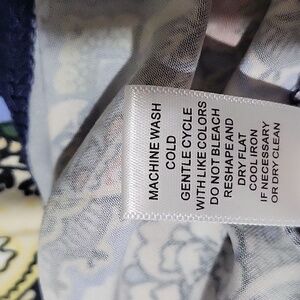 MACHINE WASH
COLD
GENTLE CYCLE
WITH LIKE COLORS
DO NOT BLEACH
RESHAPE AND
DRY FLAT
COOL IRON
IF NECESSARY
OR DRY CLEAN